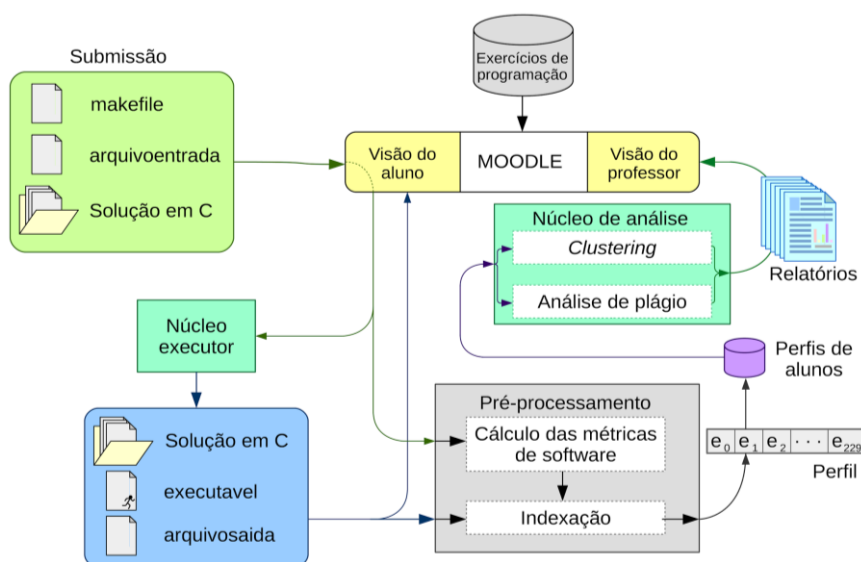 Exercícios de
programação
Submissão
makefile
arquivoentrada
Solução em C
Visão do
aluno
MOODLE
Visão do
professor
Núcleo de análise
Clustering
Análise de plágio
Relatórios
Núcleo
executor
Perfis de
alunos
Solução em C
executavel
arquivosaida
Pré-processamento
Cálculo das métricas
de software
Indexação
e0 e1 e2 · · · e229
Perfil